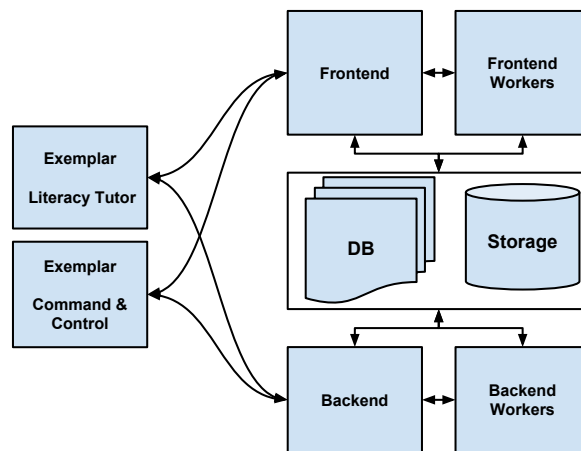 Frontend
Frontend
Workers
Exemplar
Literacy Tutor
Exemplar
Command &
Control
DB
Storage
Backend
Backend
Workers